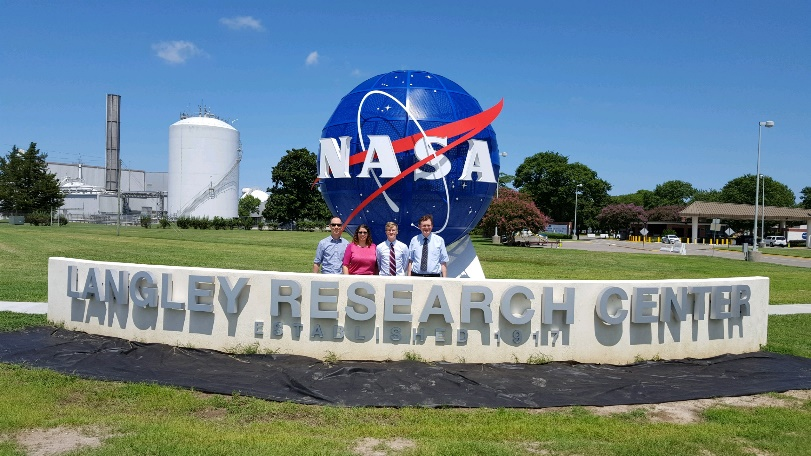 NASA
LANGLEY RESEARCH CENTER
ESTABLISHED 1917